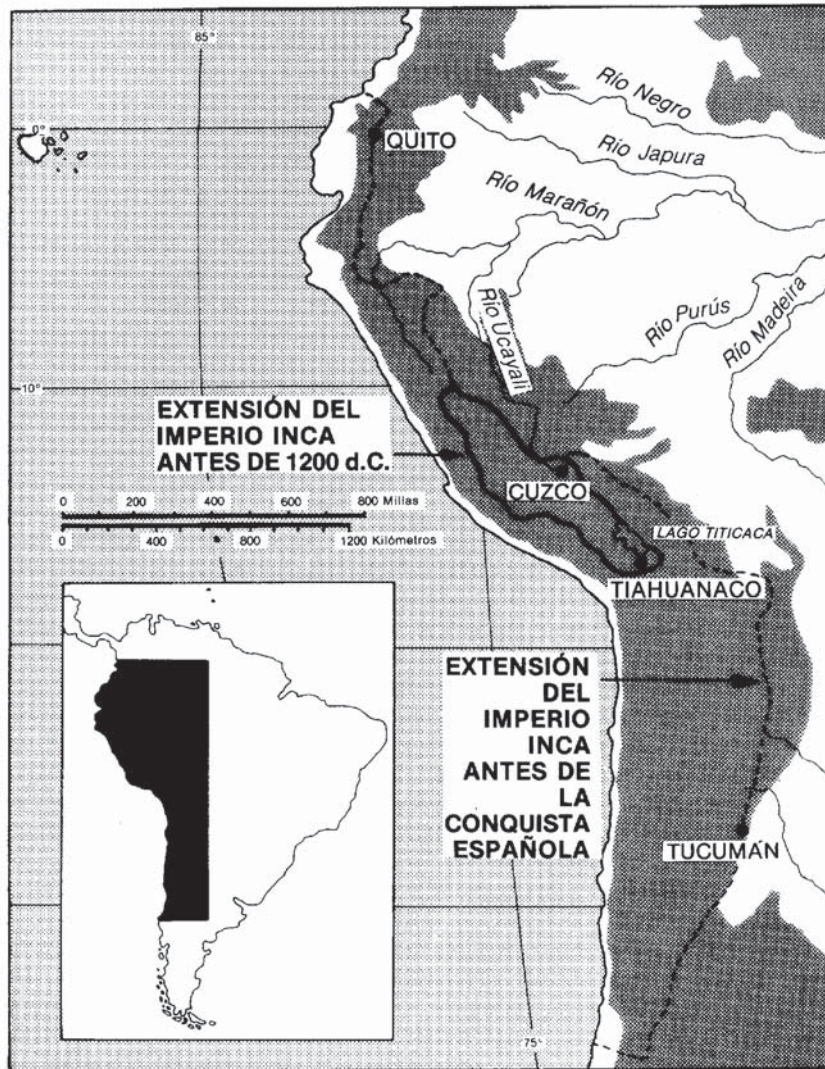 85°
Río Negro
0°
QUITO
Río Japura
Río Marañón
Río Ucayali
Río Purús
Río Madeira
10°
EXTENSIÓN DEL
IMPERIO INCA
ANTES DE 1200 d.C.
CUZCO
0 200 400 600 800 Millas
0 400 800 1200 Kilómetros
LAGO TITICACA
TIAHUANACO
EXTENSIÓN
DEL
IMPERIO
INCA
ANTES DE
LA
CONQUISTA
ESPAÑOLA
TUCUMÁN
75°